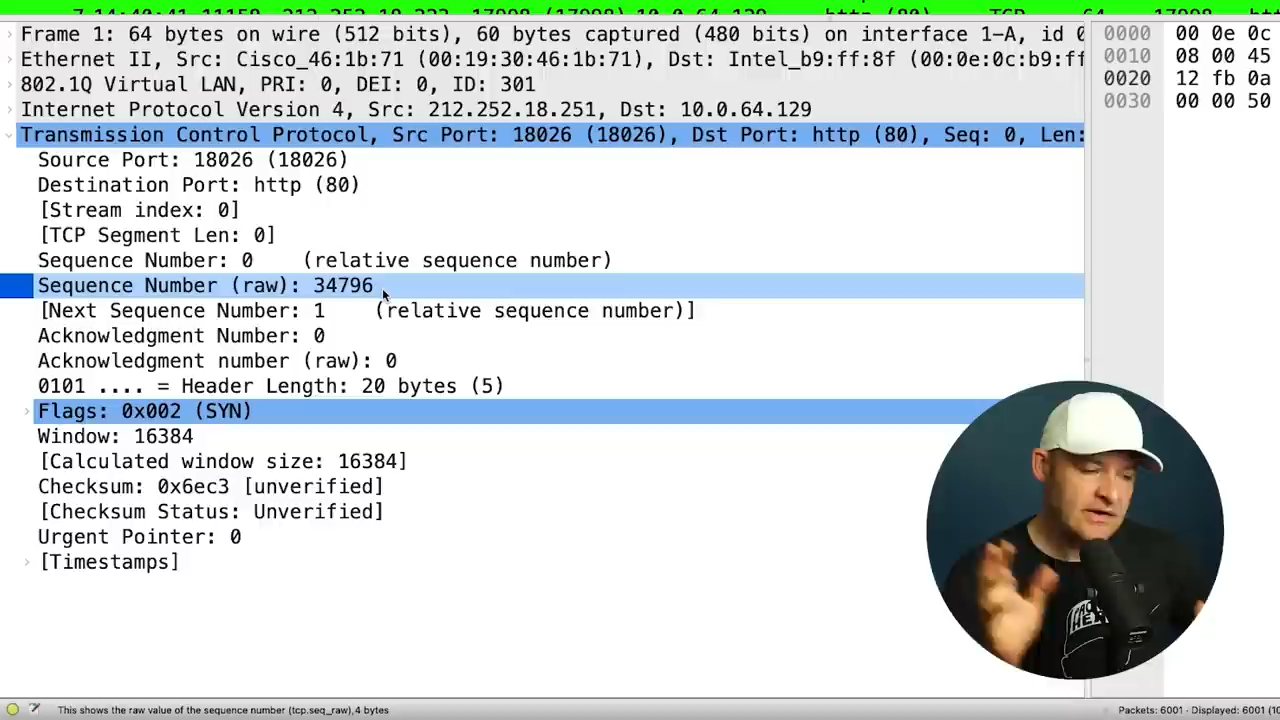 Frame 1: 64 bytes on wire (512 bits), 60 bytes captured (480 bits) on interface 1-A, id 0
Ethernet II, Src: Cisco_46:1b:71 (00:19:30:46:1b:71), Dst: Intel_b9:ff:8f (00:0e:0c:b9:ff
802.1Q Virtual LAN, PRI: 0, DEI: 0, ID: 301
Internet Protocol Version 4, Src: 212.252.18.251, Dst: 10.0.64.129
Transmission Control Protocol, Src Port: 18026 (18026), Dst Port: http (80), Seq: 0, Len:
Source Port: 18026 (18026)
Destination Port: http (80)
[Stream index: 0]
[TCP Segment Len: 0]
Sequence Number: 0 (relative sequence number)
Sequence Number (raw): 34796
[Next Sequence Number: 1 (relative sequence number)]
Acknowledgment Number: 0
Acknowledgment number (raw): 0
0101 .... = Header Length: 20 bytes (5)
Flags: 0x002 (SYN)
Window: 16384
[Calculated window size: 16384]
Checksum: 0x6ec3 [unverified]
[Checksum Status: Unverified]
Urgent Pointer: 0
[Timestamps]
0000 00 0e 0c
0010 08 00 45
0020 12 fb 0a
0030 00 00 50
This shows the raw value of the sequence number (tcp.seq_raw),4 bytes
Packets: 6001 · Displayed: 6001 (10